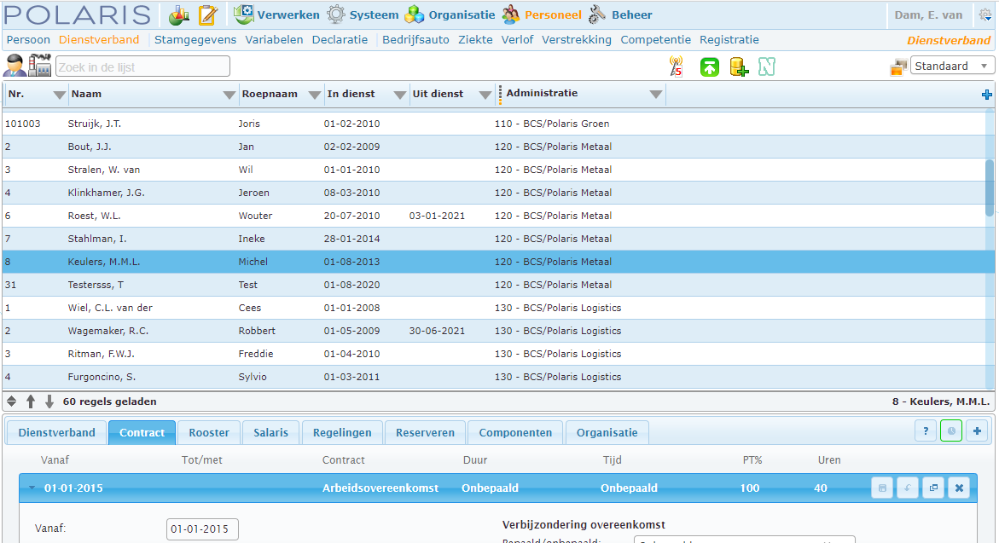 POLARIS Verwerken Systeem Organisatie Personeel Beheer Dam, E. van
Persoon Dienstverband Stamgegevens Variabelen Declaratie Bedrijfsauto Ziekte Verlof Verstrekking Competentie Registratie Dienstverband
Zoek in de lijst 5 N Standaard
Nr. Naam Roepnaam In dienst Uit dienst Administratie
101003 Struijk, J.T. Joris 01-02-2010 110 - BCS/Polaris Groen
2 Bout, J.J. Jan 02-02-2009 120 - BCS/Polaris Metaal
3 Stralen, W. van Wil 01-01-2010 120 - BCS/Polaris Metaal
4 Klinkhamer, J.G. Jeroen 08-03-2010 120 - BCS/Polaris Metaal
6 Roest, W.L. Wouter 20-07-2010 03-01-2021 120 - BCS/Polaris Metaal
7 Stahlman, I. Ineke 28-01-2014 120 - BCS/Polaris Metaal
8 Keulers, M.M.L. Michel 01-08-2013 120 - BCS/Polaris Metaal
31 Testersss, T Test 01-08-2020 120 - BCS/Polaris Metaal
1 Wiel, C.L. van der Cees 01-01-2008 130 - BCS/Polaris Logistics
2 Wagemaker, R.C. Robbert 01-05-2009 30-06-2021 130 - BCS/Polaris Logistics
3 Ritman, F.W.J. Freddie 01-04-2010 130 - BCS/Polaris Logistics
4 Furgoncino, S. Sylvio 01-03-2011 130 - BCS/Polaris Logistics
60 regels geladen 8 - Keulers, M.M.L.
Dienstverband Contract Rooster Salaris Regelingen Reserveren Componenten Organisatie ?
Vanaf Tot/met Contract Duur Tijd PT% Uren
01-01-2015 Arbeidsovereenkomst Onbepaald Onbepaald 100 40
Vanaf: 01-01-2015 Verbijzondering overeenkomst